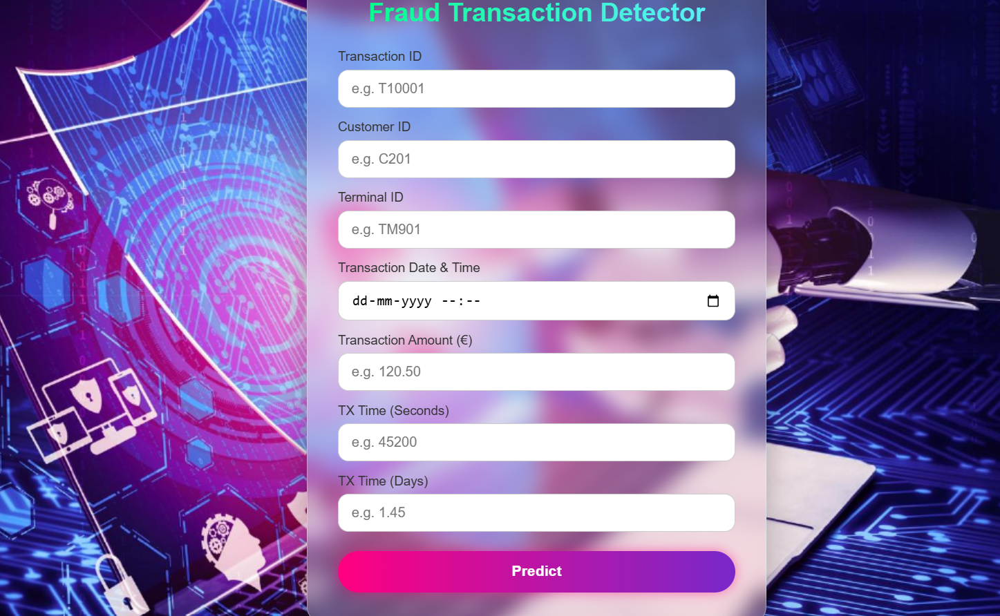 Fraud Transaction Detector
Transaction ID
e.g. T10001
Customer ID
e.g. C201
Terminal ID
e.g. TM901
Transaction Date & Time
dd-mm-yyyy --:--
Transaction Amount (€)
e.g. 120.50
TX Time (Seconds)
e.g. 45200
TX Time (Days)
e.g. 1.45
Predict